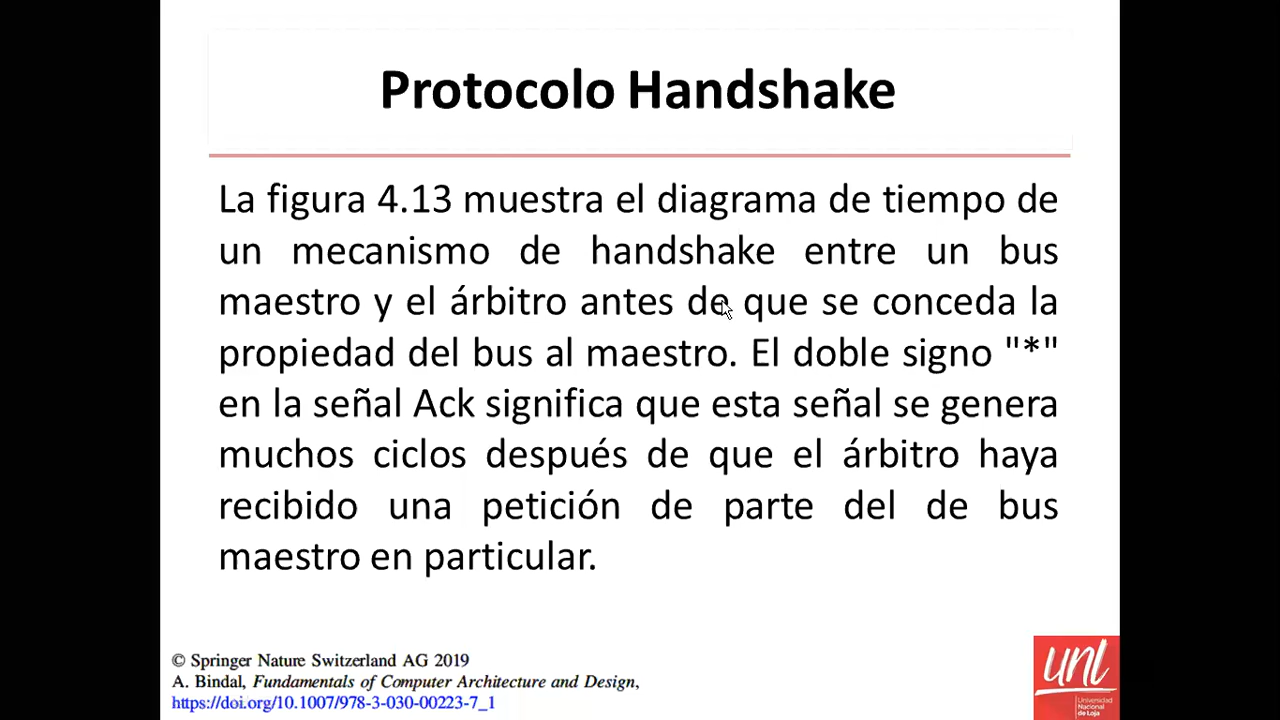 Protocolo Handshake
La figura 4.13 muestra el diagrama de tiempo de
un mecanismo de handshake entre un bus
maestro y el árbitro antes de que se conceda la
propiedad del bus al maestro. El doble signo "*"
en la señal Ack significa que esta señal se genera
muchos ciclos después de que el árbitro haya
recibido una petición de parte del de bus
maestro en particular.
© Springer Nature Switzerland AG 2019
A. Bindal, Fundamentals of Computer Architecture and Design,
https://doi.org/10.1007/978-3-030-00223-7_1
unl
Universidad
Nacional
de Loja